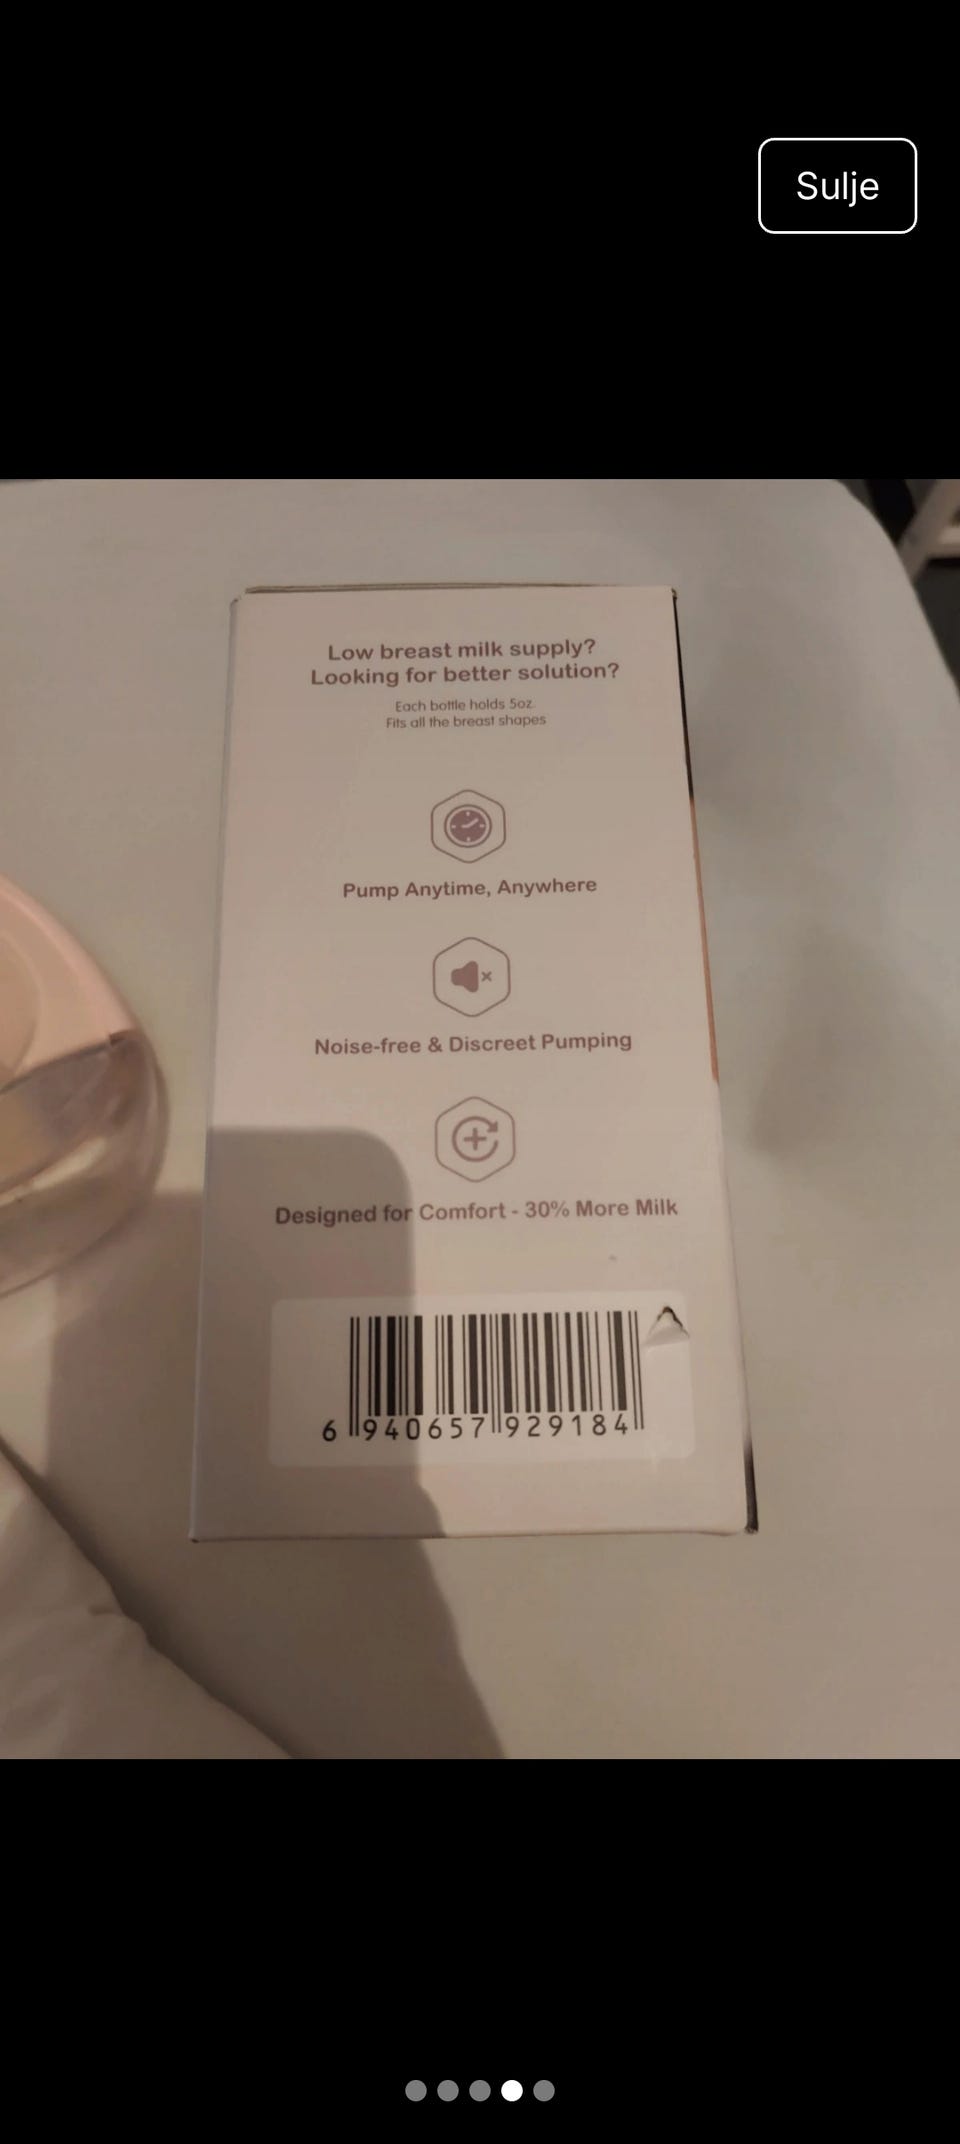 Sulje
Low breast milk supply?
Looking for better solution?
Each bottle holds 5oz.
Fits all the breast shapes
Pump Anytime, Anywhere
Noise-free & Discreet Pumping
Designed for Comfort - 30% More Milk
6 940657 929184